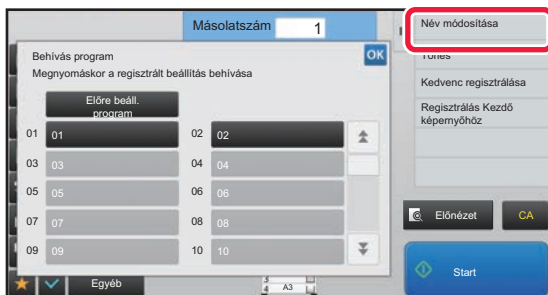 Másolatszám 1
Név módosítása
Behívás program
OK
Megnyomáskor a regisztrált beállítás behívása
Kedvenc regisztrálása
Előre beáll.
program
Regisztrálás Kezdő
képernyőhöz
01 01 02 02
03 03 04 04
05 05 06 06
07 07 08 08
09 09 10 10
Előnézet CA
Egyéb
A3
Start